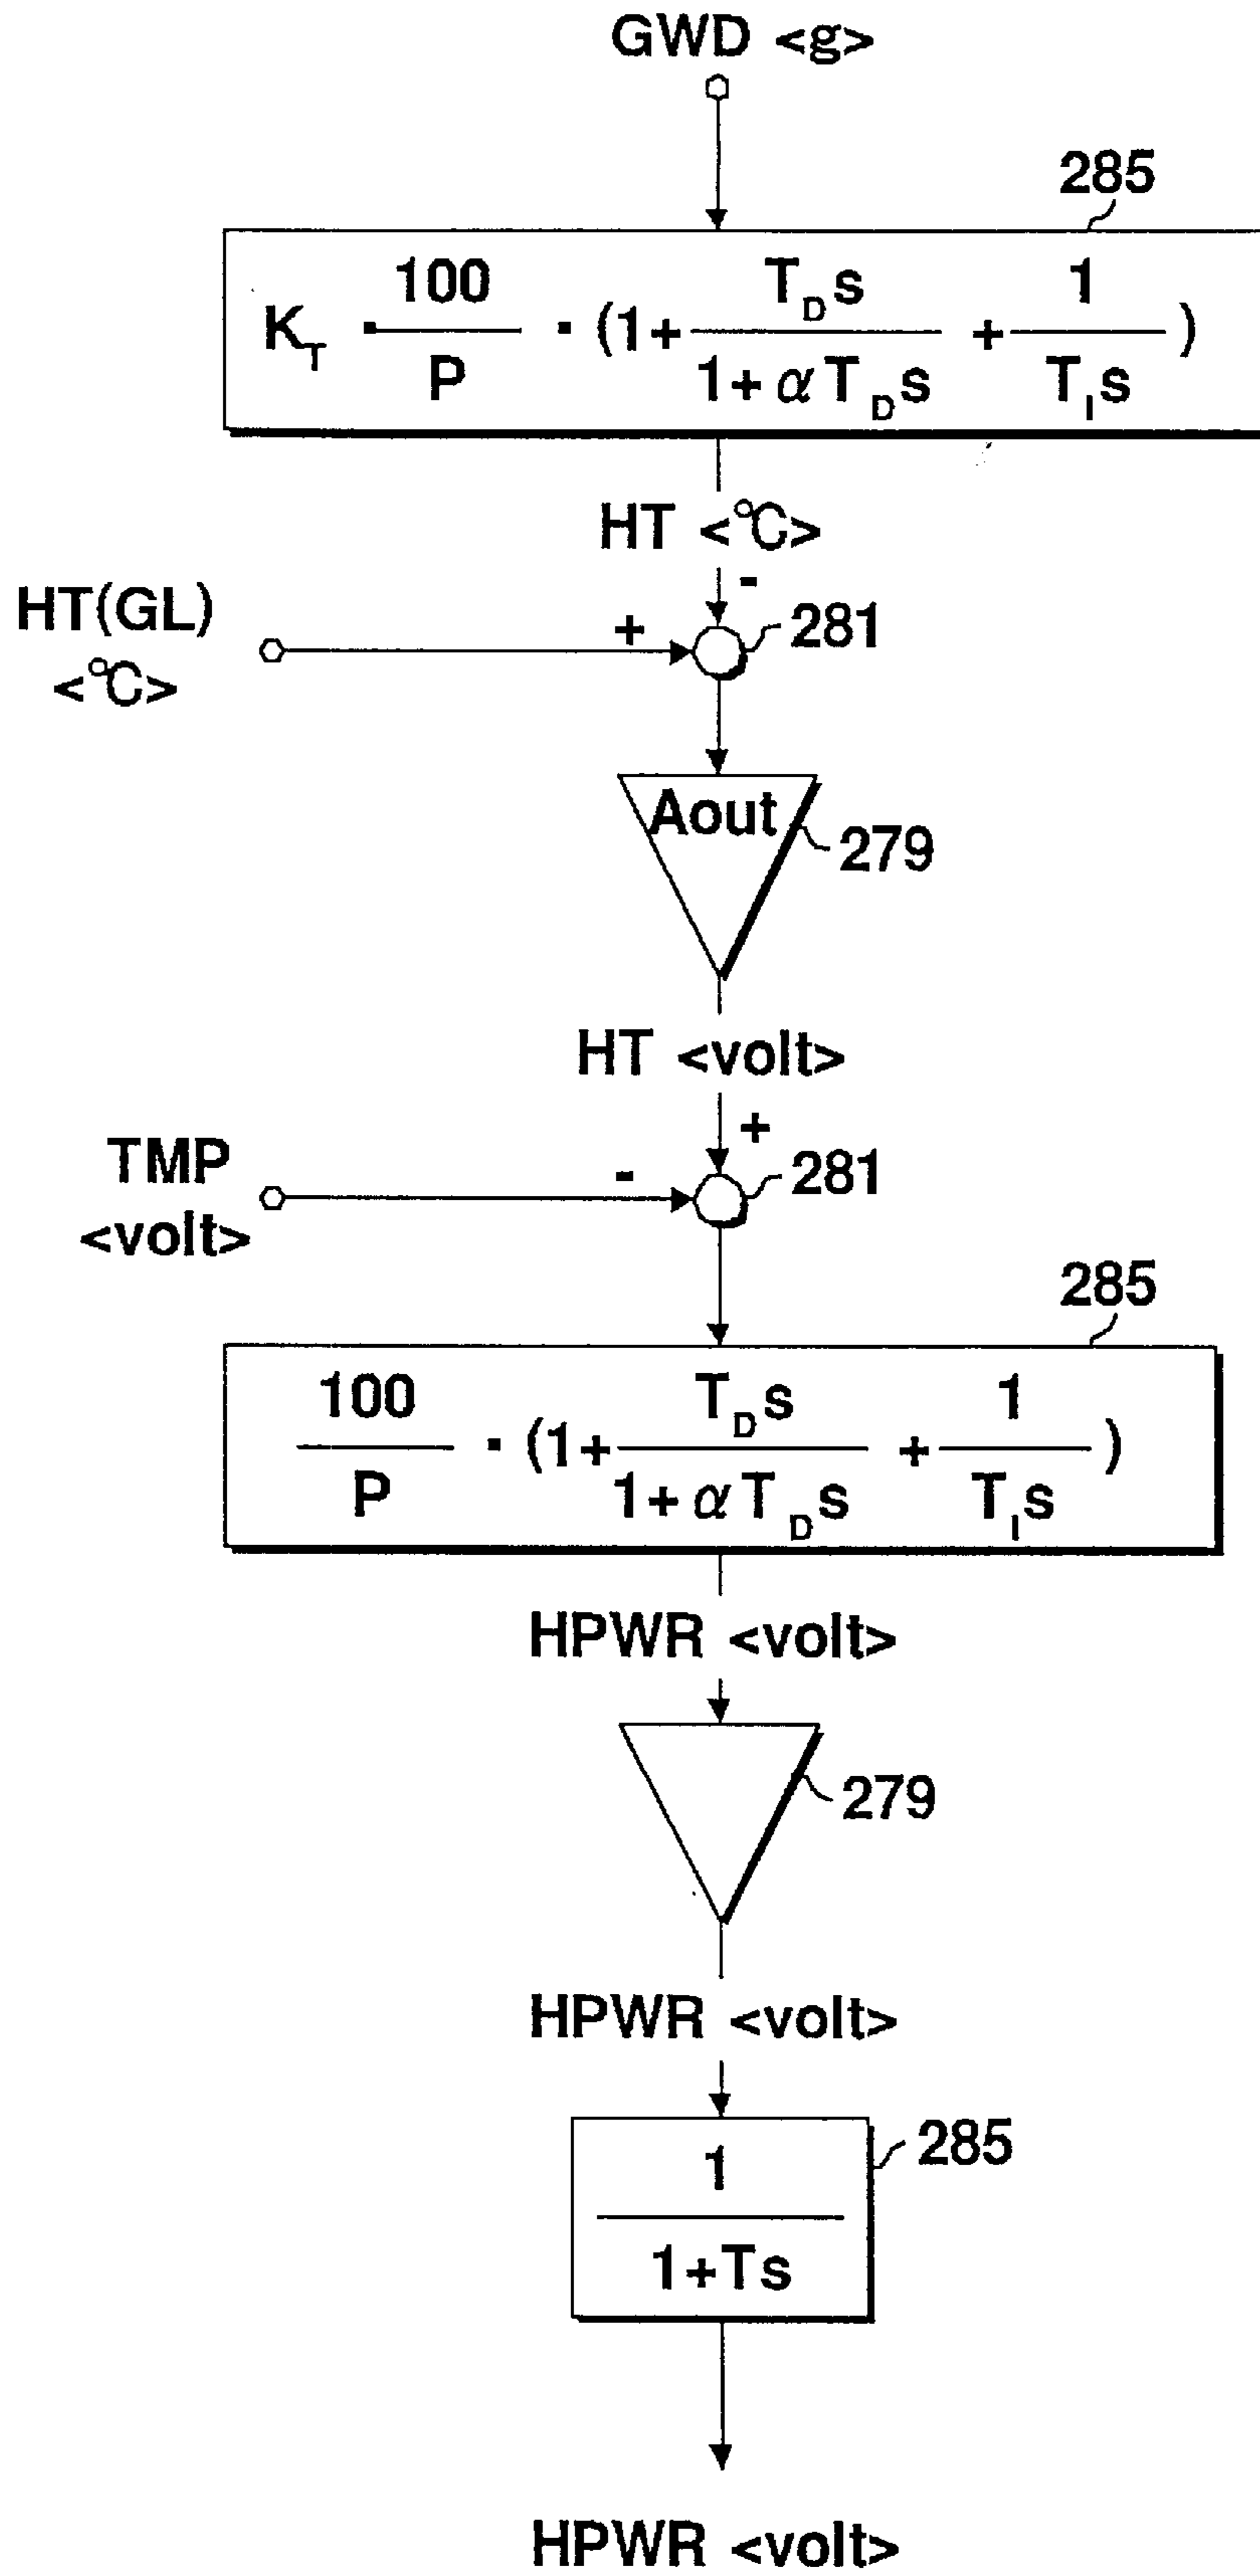 GWD <g>
285
K_T · 100/P · (1+ T_D s/1+αT_D s + 1/T_I s)
HT <℃>
-
HT(GL)
<℃>
+
281
Aout
279
HT <volt>
+
TMP
<volt>
-
281
285
100/P · (1+ T_D s/1+αT_D s + 1/T_I s)
HPWR <volt>
279
HPWR <volt>
285
1/1+Ts
HPWR <volt>